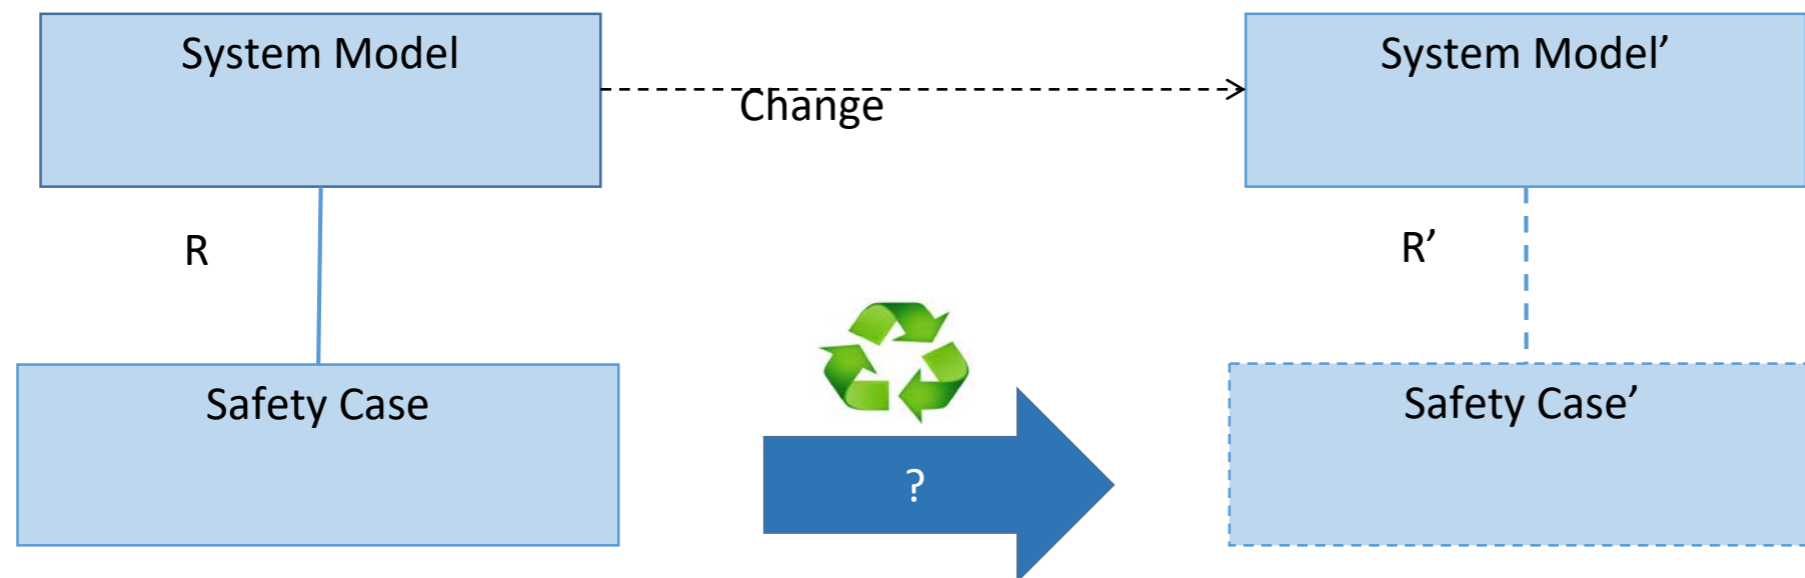 System Model
System Model’
Change
R
R’
Safety Case
Safety Case’
?